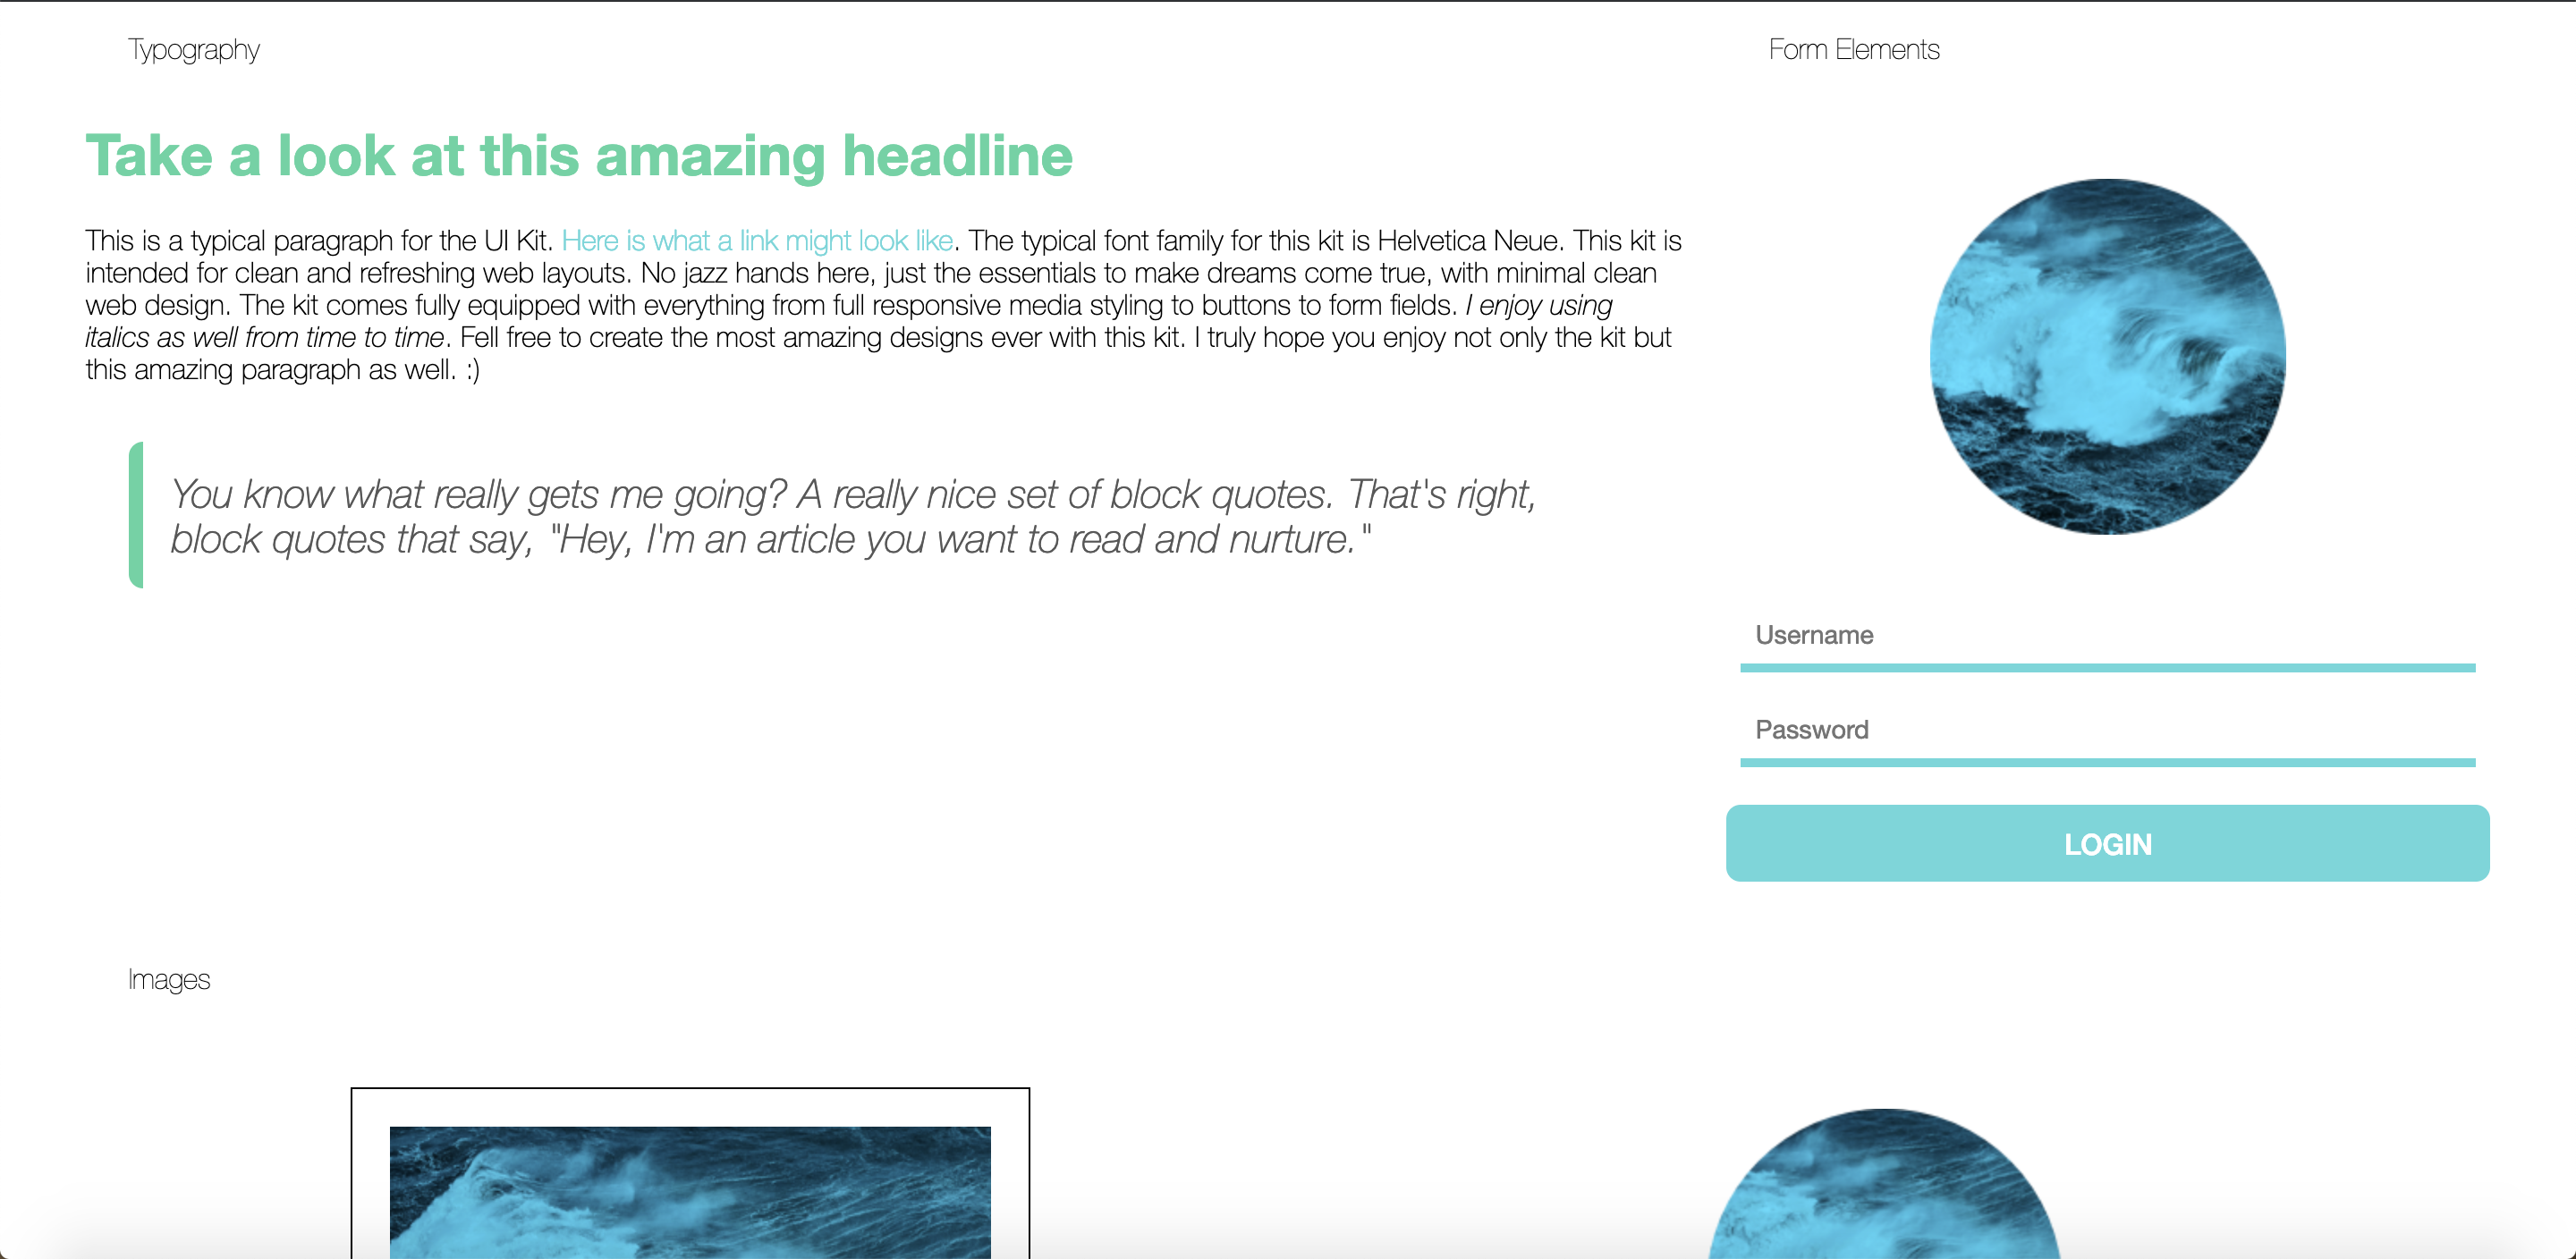 Typography
Take a look at this amazing headline
This is a typical paragraph for the UI Kit. Here is what a link might look like. The typical font family for this kit is Helvetica Neue. This kit is
intended for clean and refreshing web layouts. No jazz hands here, just the essentials to make dreams come true, with minimal clean
web design. The kit comes fully equipped with everything from full responsive media styling to buttons to form fields. I enjoy using
italics as well from time to time. Fell free to create the most amazing designs ever with this kit. I truly hope you enjoy not only the kit but
this amazing paragraph as well. :)
You know what really gets me going? A really nice set of block quotes. That's right,
block quotes that say, "Hey, I'm an article you want to read and nurture."
Form Elements
Username
Password
LOGIN
Images